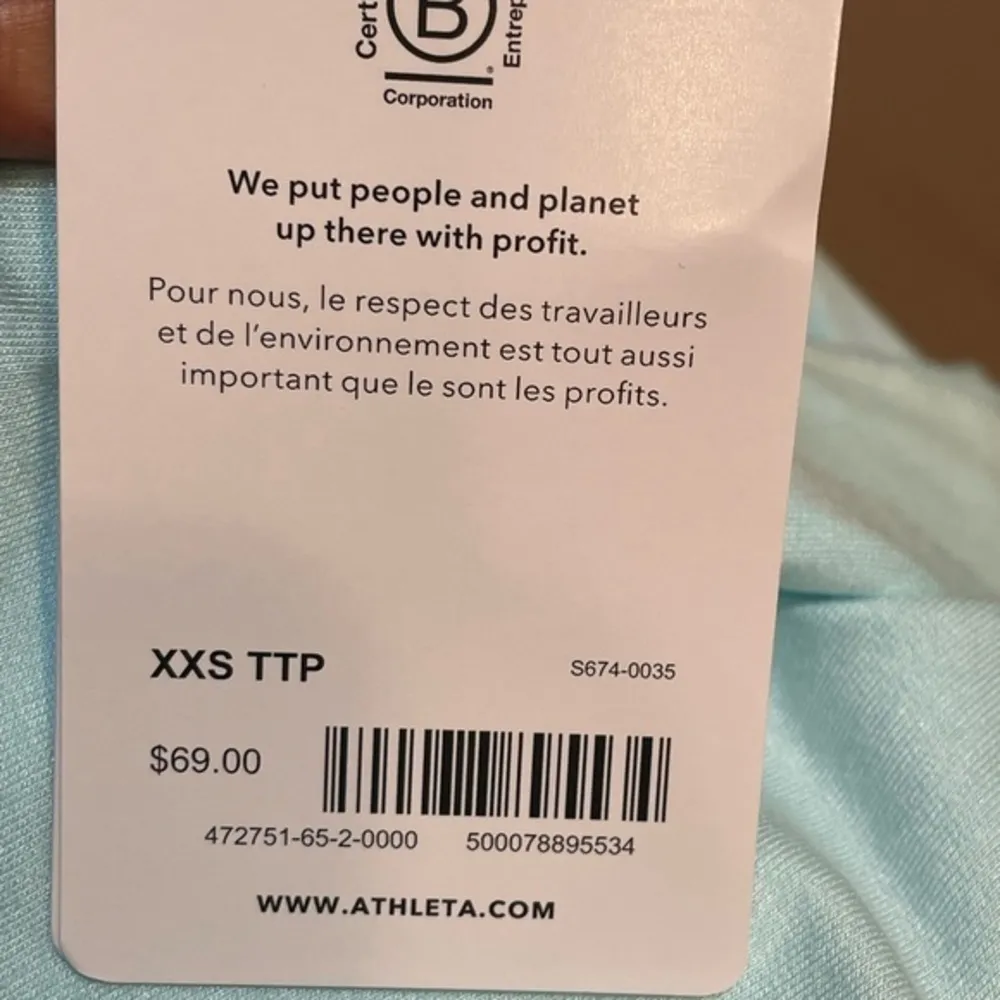 Cert
B
Entrep
Corporation
We put people and planet
up there with profit.
Pour nous, le respect des travailleurs
et de l'environnement est tout aussi
important que le sont les profits.
XXS TTP
S674-0035
$69.00
472751-65-2-0000 500078895534
WWW.ATHLETA.COM